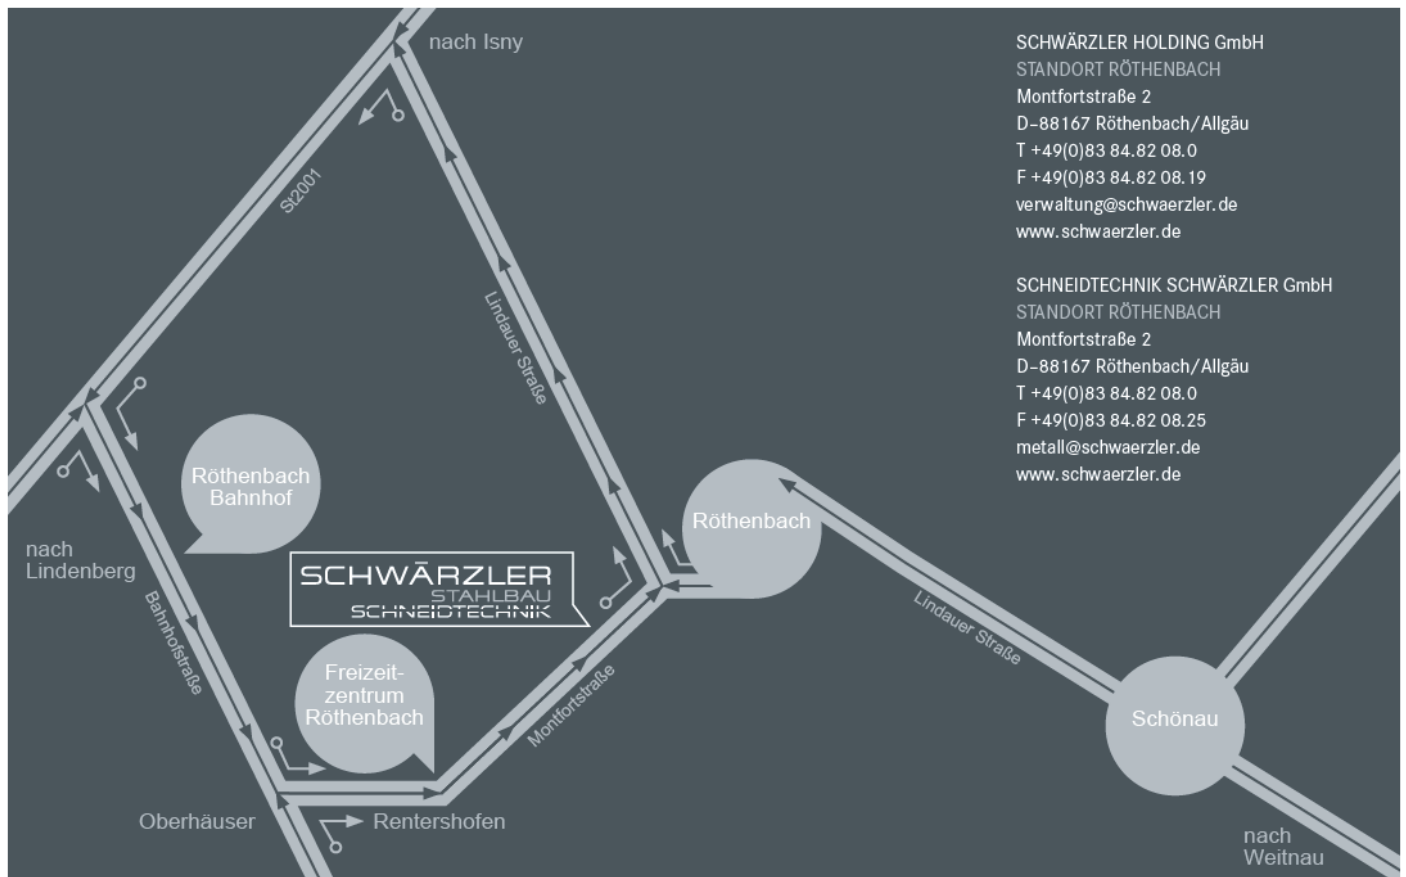 nach Isny
St2001
Lindauer Straße
Röthenbach
Bahnhof
nach
Lindenberg
Bahnhofstraße
SCHWÄRZLER
STAHLBAU
SCHNEIDTECHNIK
Freizeit-
zentrum
Röthenbach
Montfortstraße
Oberhäuser
Rentershofen
Röthenbach
Lindauer Straße
Schönau
nach
Weitnau
SCHWÄRZLER HOLDING GmbH
STANDORT RÖTHENBACH
Montfortstraße 2
D-88167 Röthenbach/Allgäu
T +49(0)83 84.82 08.0
F +49(0)83 84.82 08.19
verwaltung@schwaerzler.de
www.schwaerzler.de
SCHNEIDTECHNIK SCHWÄRZLER GmbH
STANDORT RÖTHENBACH
Montfortstraße 2
D-88167 Röthenbach/Allgäu
T +49(0)83 84.82 08.0
F +49(0)83 84.82 08.25
metall@schwaerzler.de
www.schwaerzler.de